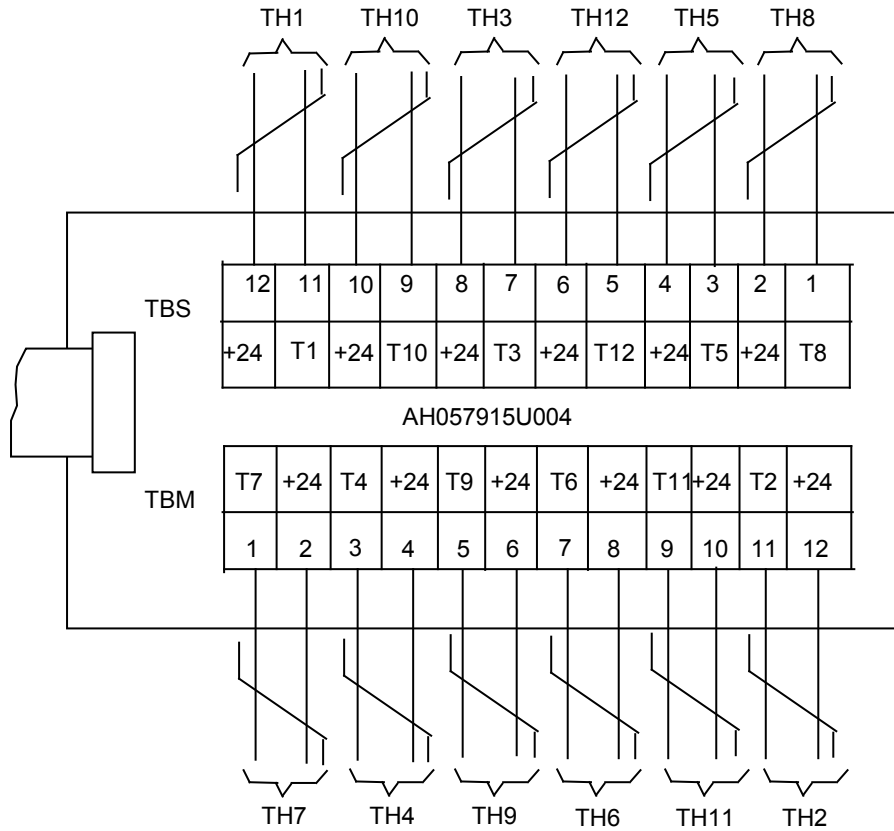 TH1 TH10 TH3 TH12 TH5 TH8
12 11 10 9 8 7 6 5 4 3 2 1
TBS
+24 T1 +24 T10 +24 T3 +24 T12 +24 T5 +24 T8
AH057915U004
T7 +24 T4 +24 T9 +24 T6 +24 T11 +24 T2 +24
TBM
1 2 3 4 5 6 7 8 9 10 11 12
TH7 TH4 TH9 TH6 TH11 TH2